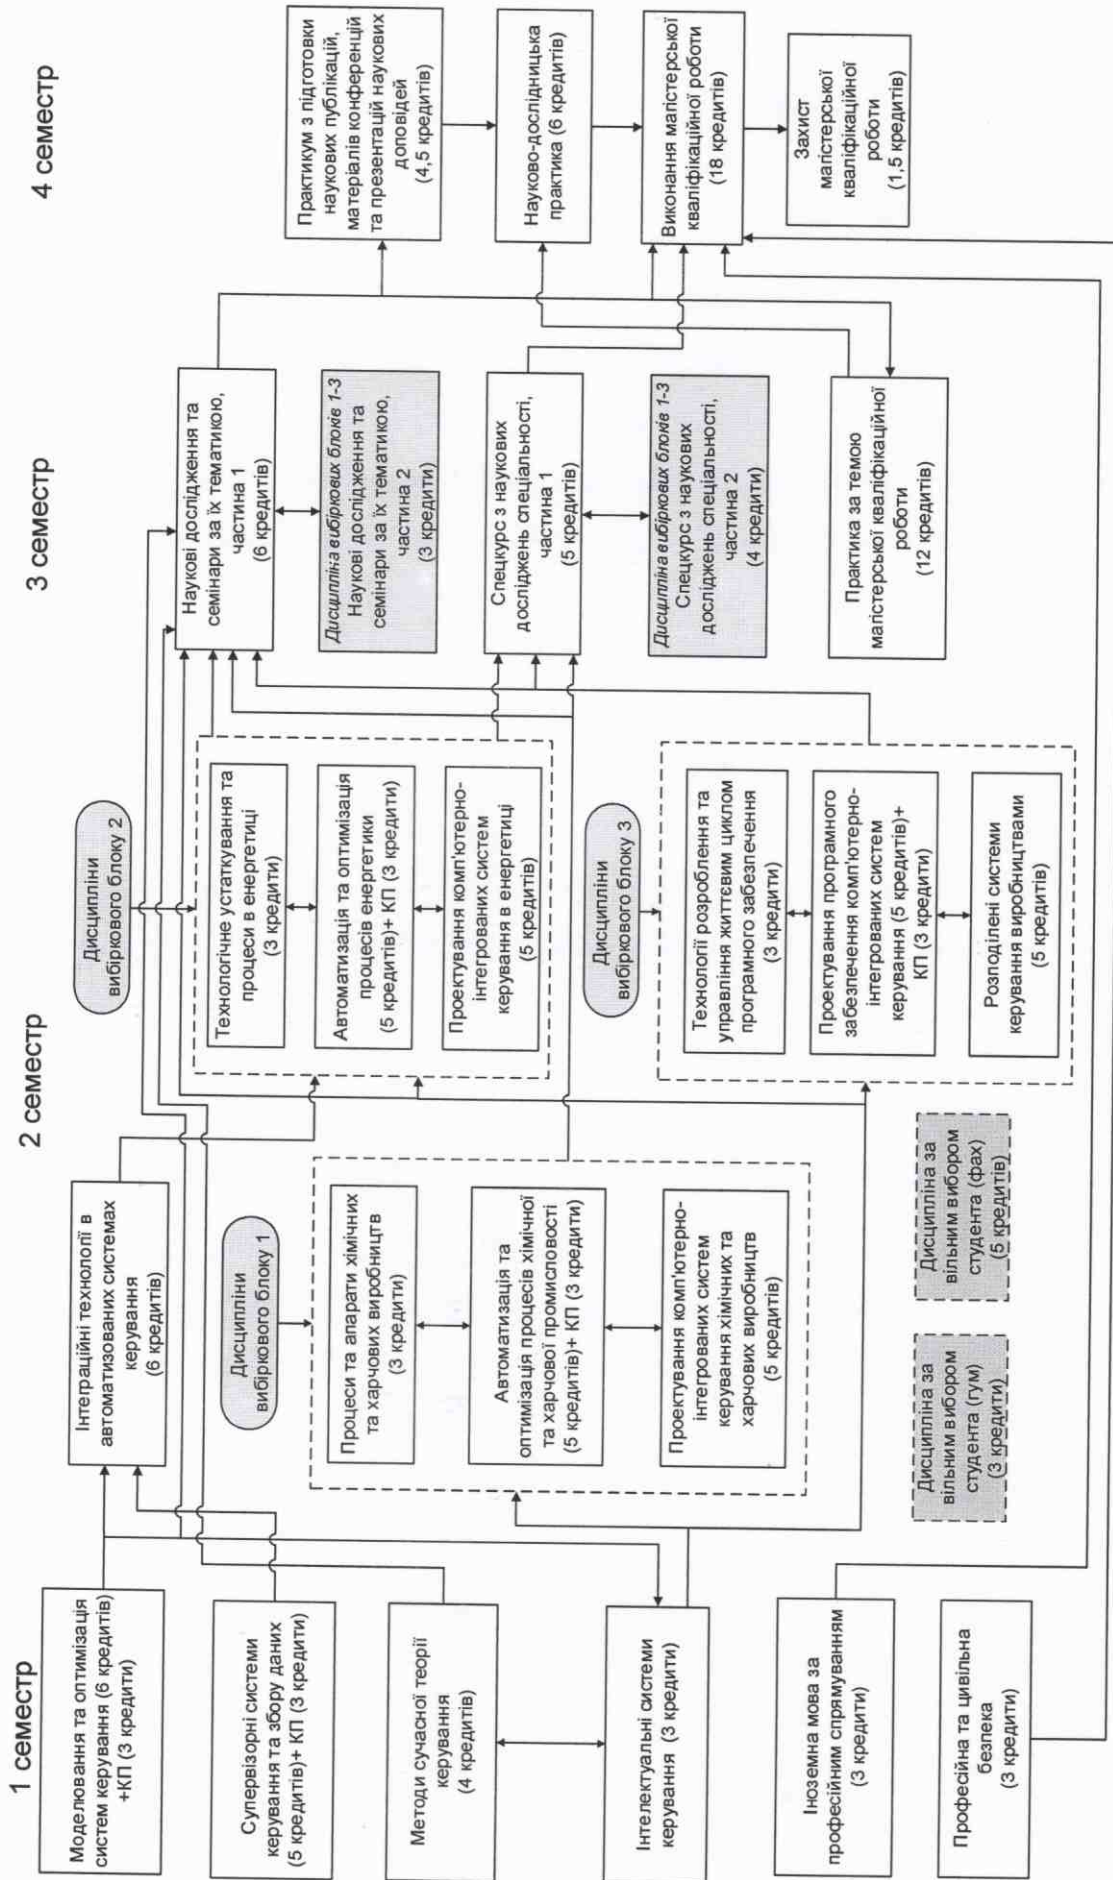 1 семестр
Моделювання та оптимізація
систем керування (6 кредитів)
+КП (3 кредити)
Супервізорні системи
керування та збору даних
(5 кредитів)+ КП (3 кредити)
Методи сучасної теорії
керування
(4 кредитів)
Інтелектуальні системи
керування (3 кредити)
Іноземна мова за
професійним спрямуванням
(3 кредити)
Професійна та цивільна
безпека
(3 кредити)
2 семестр
Інтеграційні технології в
автоматизованих системах
керування
(6 кредитів)
Дисципліни
вибіркового блоку 1
Процеси та апарати хімічних
та харчових виробництв
(3 кредити)
Автоматизація та
оптимізація процесів хімічної
та харчової промисловості
(5 кредитів)+ КП (3 кредити)
Проектування комп'ютерно-
інтегрованих систем
керування хімічних та
харчових виробництв
(5 кредитів)
Дисципліна за
вільним вибором
студента (гум)
(3 кредити)
Дисципліна за
вільним вибором
студента (фах)
(5 кредитів)
Дисципліни
вибіркового блоку 2
Технологічне устаткування та
процеси в енергетиці
(3 кредити)
Автоматизація та оптимізація
процесів енергетики
(5 кредитів)+ КП (3 кредити)
Проектування комп'ютерно-
інтегрованих систем
керування в енергетиці
(5 кредитів)
Дисципліни
вибіркового блоку 3
Технології розроблення та
управління життєвим циклом
програмного забезпечення
(3 кредити)
Проектування програмного
забезпечення комп'ютерно-
інтегрованих систем
керування (5 кредитів)+
КП (3 кредити)
Розподілені системи
керування виробництвами
(5 кредитів)
3 семестр
Наукові дослідження та
семінари за їх тематикою,
частина 1
(6 кредитів)
Дисципліна вибіркових блоків 1-3
Наукові дослідження та
семінари за їх тематикою,
частина 2
(3 кредити)
Спецкурс з наукових
досліджень спеціальності,
частина 1
(5 кредитів)
Дисципліна вибіркових блоків 1-3
Спецкурс з наукових
досліджень спеціальності,
частина 2
(4 кредити)
Практика за темою
магістерської кваліфікаційної
роботи
(12 кредитів)
4 семестр
Практикум з підготовки
наукових публікацій,
матеріалів конференцій
та презентацій наукових
доповідей
(4,5 кредитів)
Науково-дослідницька
практика (6 кредитів)
Виконання магістерської
кваліфікаційної роботи
(18 кредитів)
Захист
магістерської
кваліфікаційної
роботи
(1,5 кредитів)